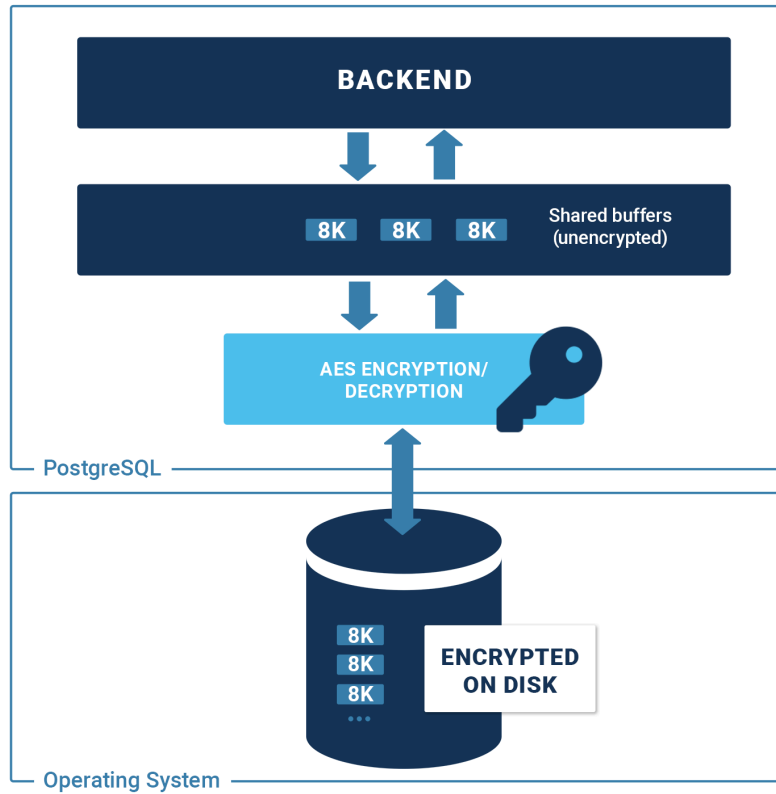 BACKEND
8K 8K 8K
Shared buffers
(unencrypted)
AES ENCRYPTION/
DECRYPTION
PostgreSQL
8K
8K
8K
ENCRYPTED
ON DISK
Operating System